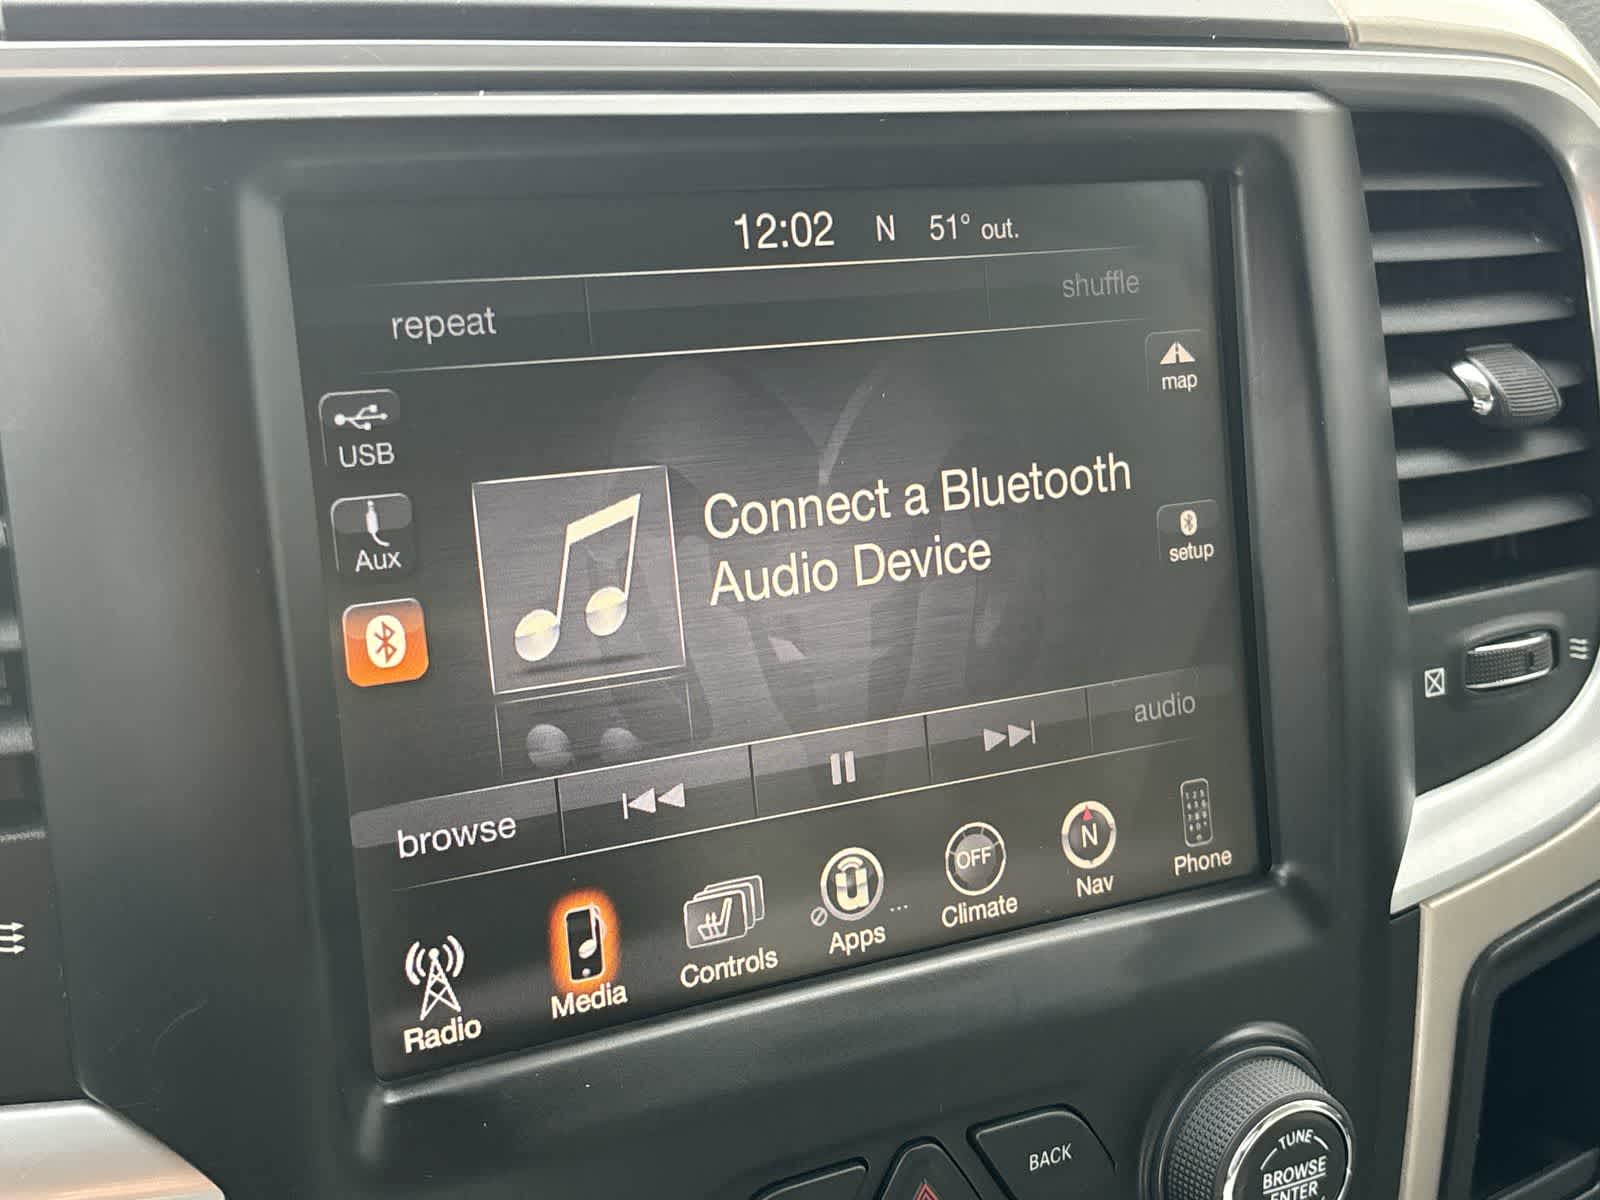 12:02 N 51° out.
repeat shuffle
map
USB
Aux
Connect a Bluetooth
Audio Device
setup
audio
browse
Radio
Media
Controls
Apps
OFF
Climate
N
Nav
Phone
BACK
TUNE
BROWSE
ENTER